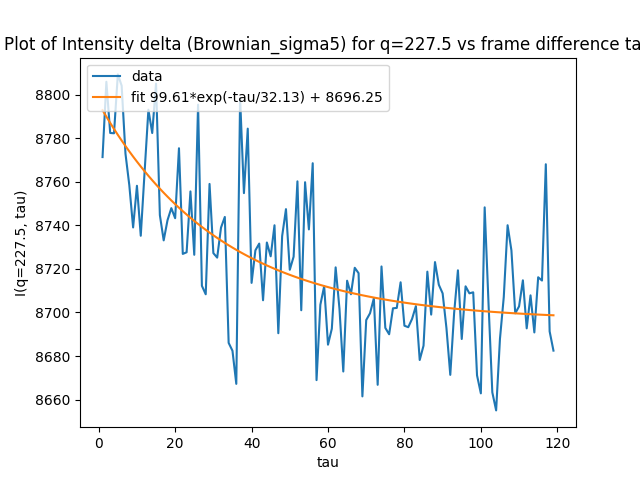 Plot of Intensity delta (Brownian_sigma5) for q=227.5 vs frame difference ta
data
fit 99.61*exp(-tau/32.13) + 8696.25
8800
8780
8760
8740
8720
8700
8680
8660
I(q=227.5, tau)
0 20 40 60 80 100 120
tau